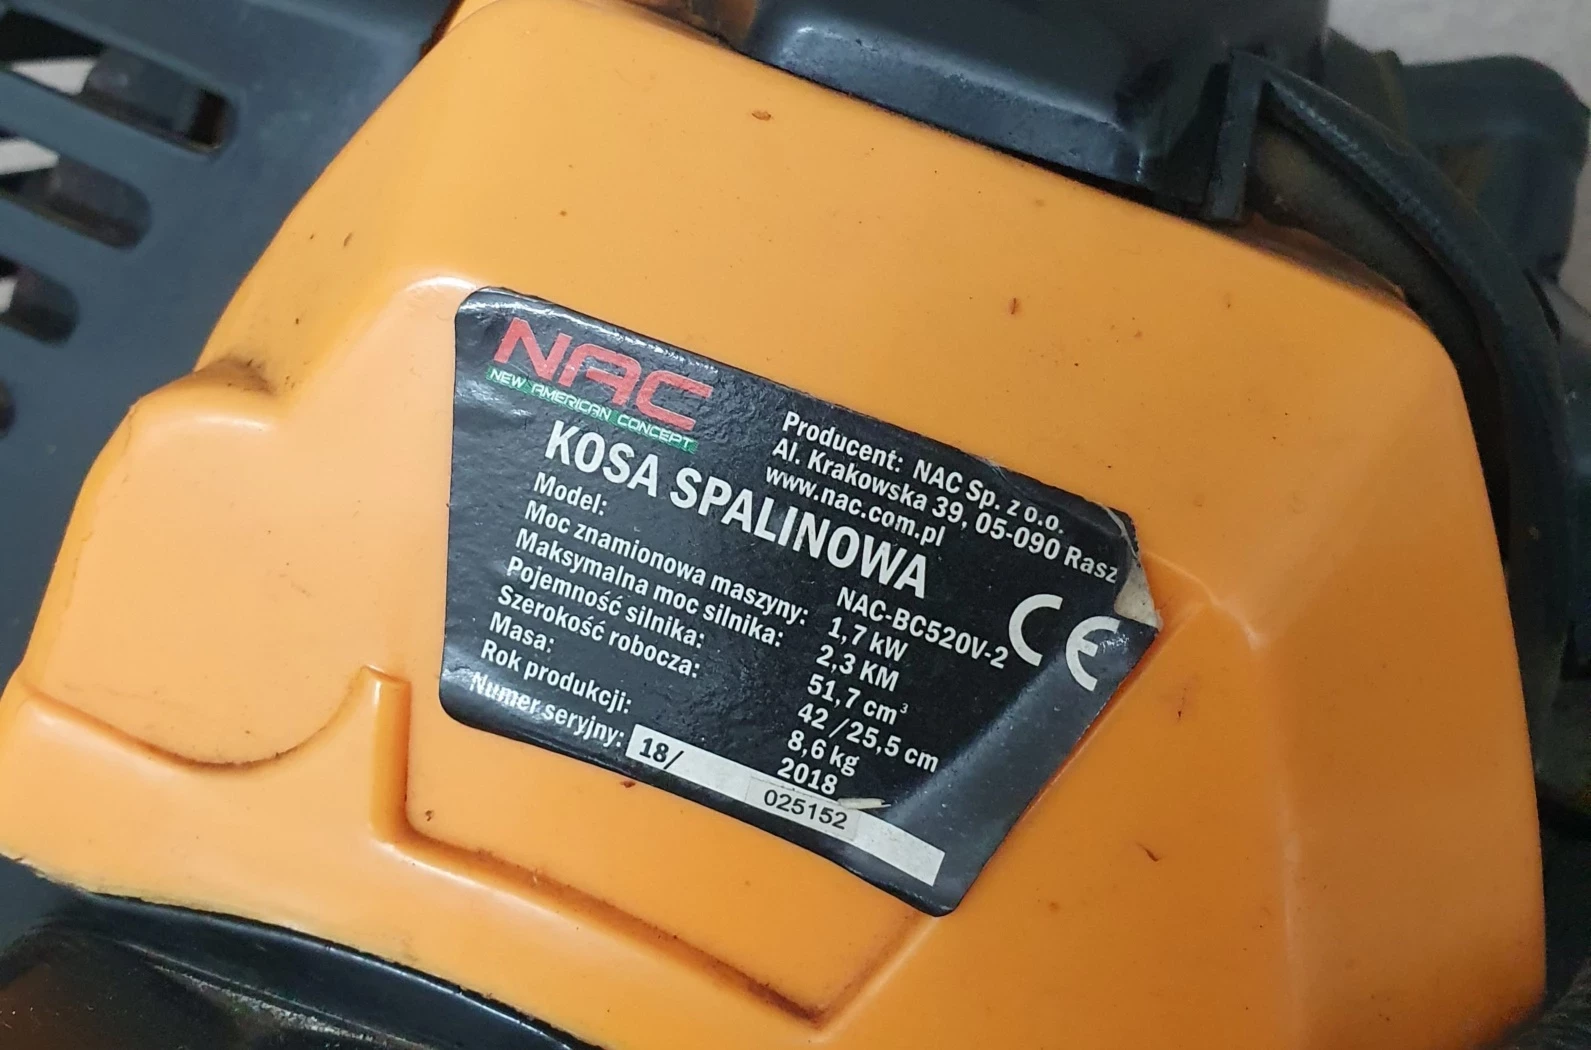 NAC
NEW AMERICAN CONCEPT
Producent: NAC Sp. z o.o.
Al. Krakowska 39, 05-090 Rasz
www.nac.com.pl
KOSA SPALINOWA
Model: NAC-BC520V-2
Moc znamionowa maszyny: 1,7 kW
Maksymalna moc silnika: 2,3 KM
Pojemność silnika: 51,7 cm³
Szerokość robocza: 42/25,5 cm
Masa: 8,6 kg
Rok produkcji: 2018
Numer seryjny: 18/ 025152
CE